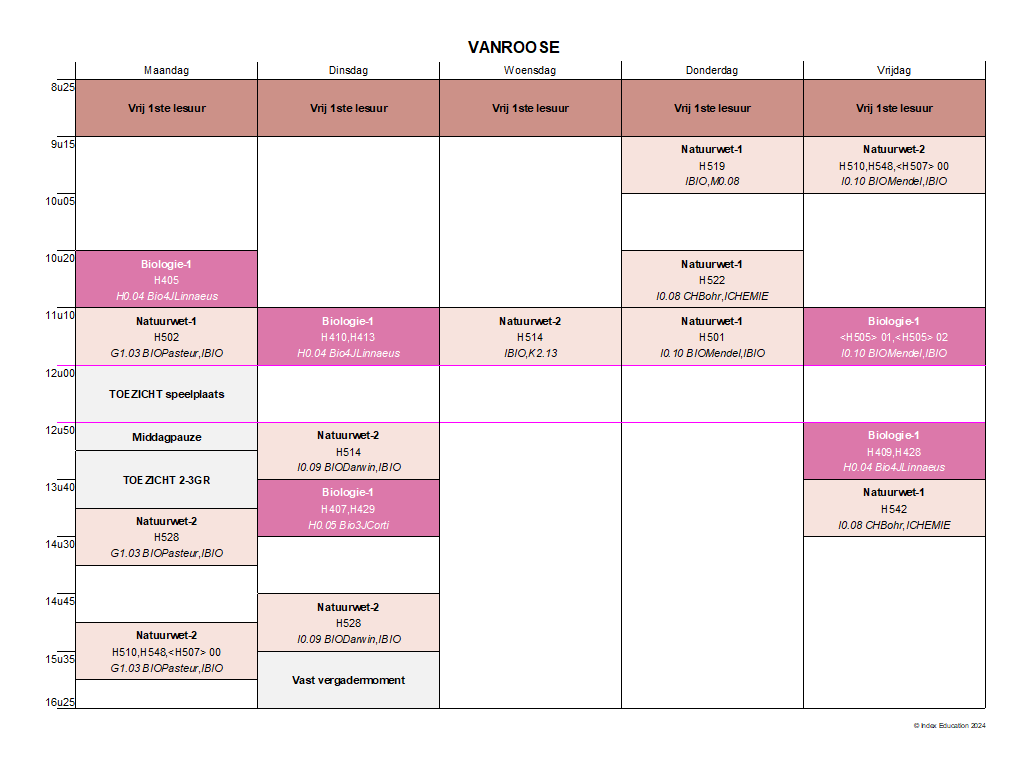 VANROOSE
Maandag Dinsdag Woensdag Donderdag Vrijdag
8u25
Vrij 1ste lesuur Vrij 1ste lesuur Vrij 1ste lesuur Vrij 1ste lesuur Vrij 1ste lesuur
9u15
Natuurwet-1 Natuurwet-2
H519 H510,H548,<H507> 00
IBIO,M0.08 I0.10 BIOMendel,IBIO
10u05
10u20
Biologie-1 Natuurwet-1
H405 H522
H0.04 Bio4JLinnaeus I0.08 CHBohr,ICHEMIE
11u10
Natuurwet-1 Biologie-1 Natuurwet-2 Natuurwet-1 Biologie-1
H502 H410,H413 H514 H501 <H505> 01,<H505> 02
G1.03 BIOPasteur,IBIO H0.04 Bio4JLinnaeus IBIO,K2.13 I0.10 BIOMendel,IBIO I0.10 BIOMendel,IBIO
12u00
TOEZICHT speelplaats
12u50
Middagpauze Natuurwet-2 Biologie-1
H514 H409,H428
I0.09 BIODarwin,IBIO H0.04 Bio4JLinnaeus
13u40
TOEZICHT 2-3GR Biologie-1 Natuurwet-1
H407,H429 H542
H0.05 Bio3JCorti I0.08 CHBohr,ICHEMIE
Natuurwet-2
H528
14u30
G1.03 BIOPasteur,IBIO
14u45
Natuurwet-2
H528
I0.09 BIODarwin,IBIO
Natuurwet-2
H510,H548,<H507> 00
15u35
G1.03 BIOPasteur,IBIO
Vast vergadermoment
16u25
© Index Education 2024